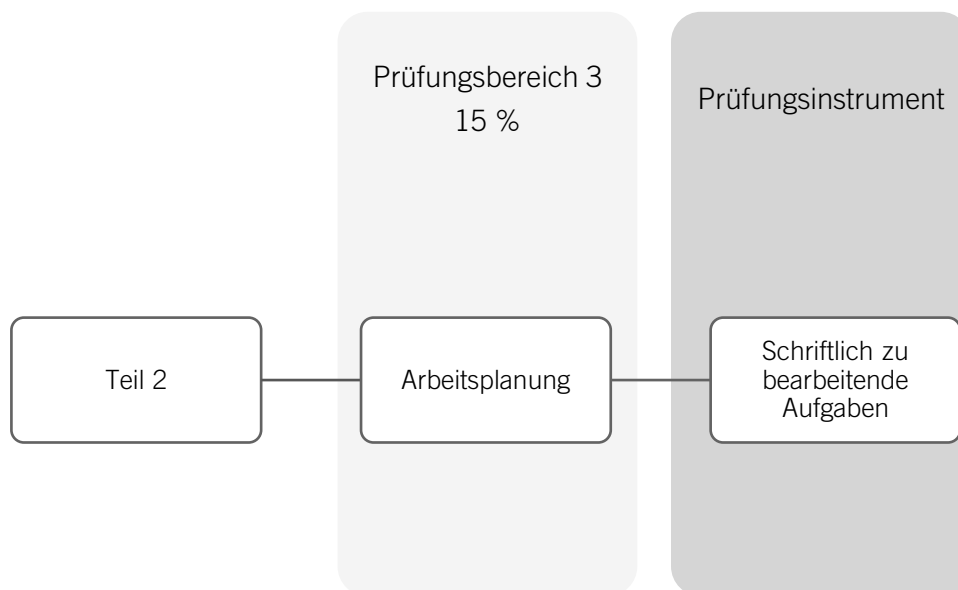 Prüfungsbereich 3
15 %
Prüfungsinstrument
Teil 2
Arbeitsplanung
Schriftlich zu
bearbeitende
Aufgaben